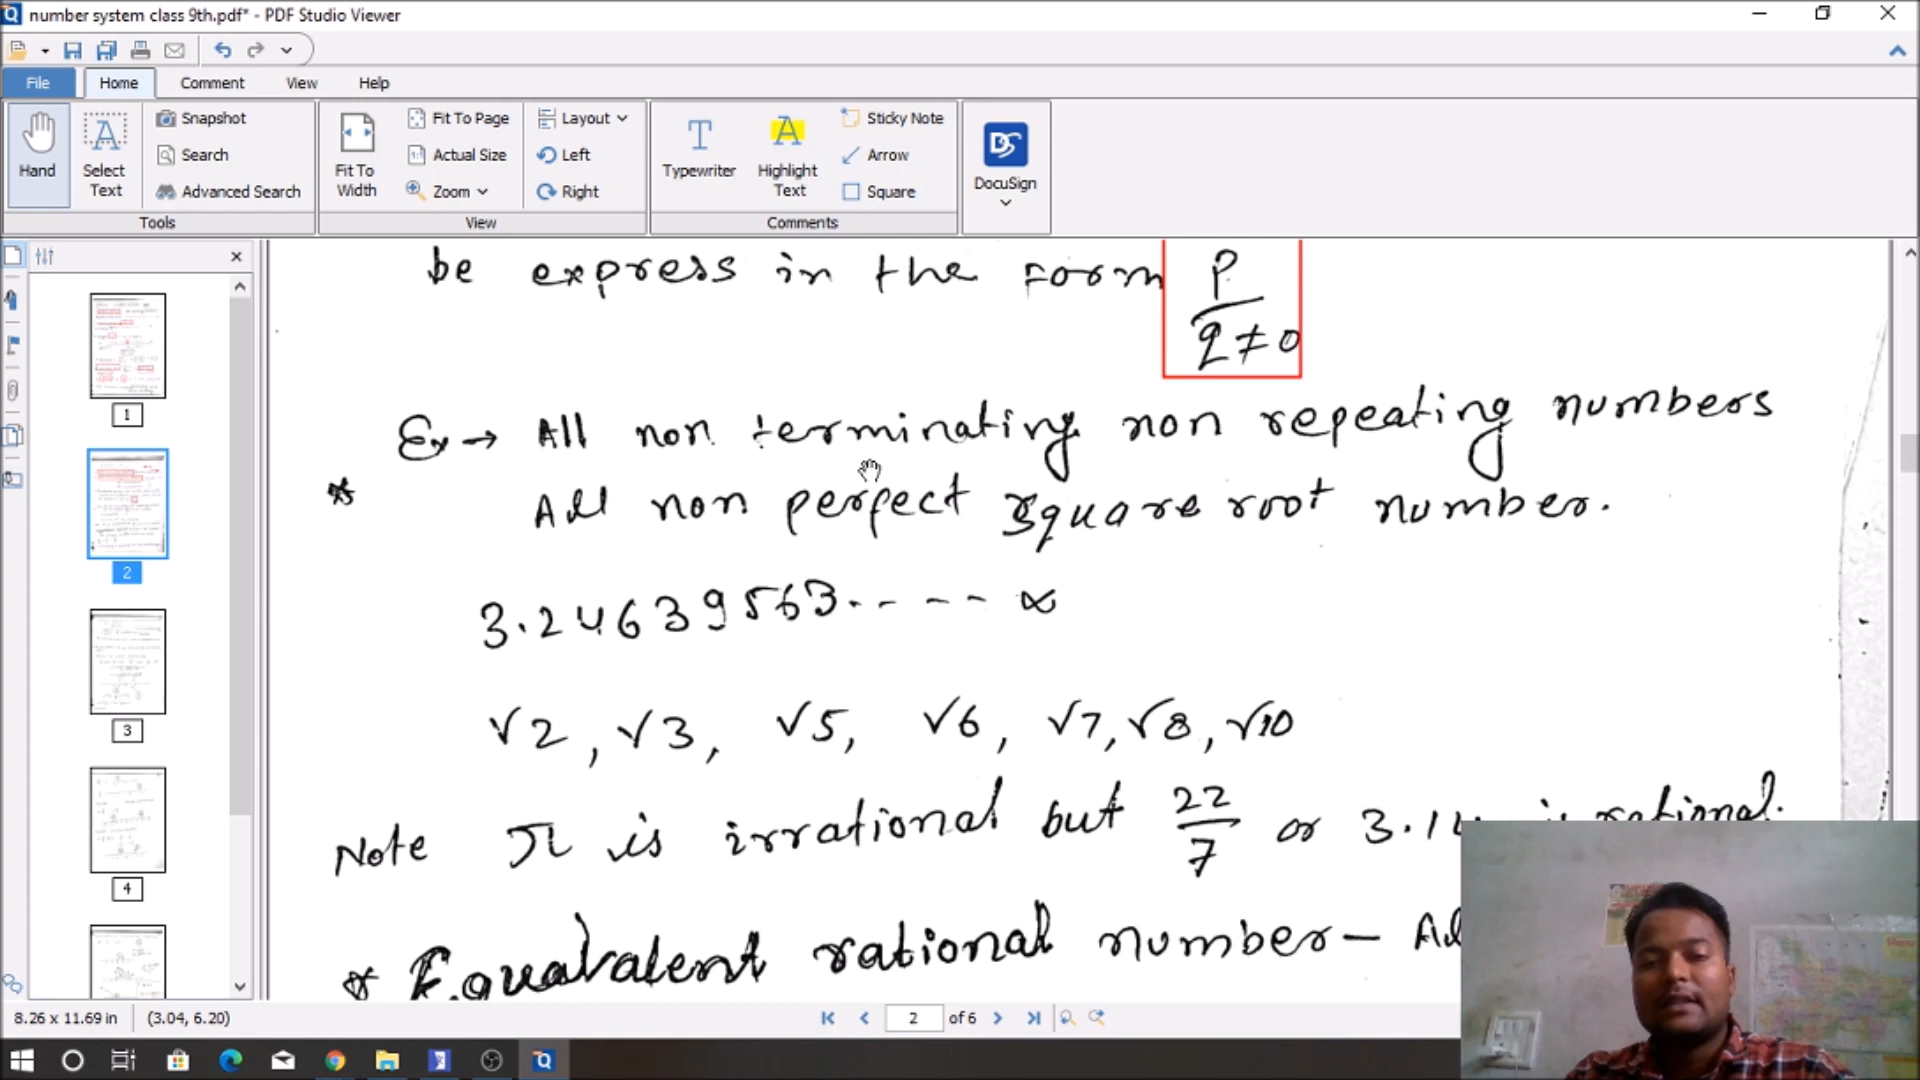 number system class 9th.pdf* - PDF Studio Viewer
File Home Comment View Help
Hand
Select Text
Snapshot
Search
Advanced Search
Tools
Fit To Width
Fit To Page
Actual Size
Zoom
Layout
Left
Right
View
Typewriter
Highlight Text
Sticky Note
Arrow
Square
Comments
DocuSign
1
2
3
4
be express in the form p/q≠0
Ex → All non terminating non repeating numbers
* All non perfect square root number.
3.24639563.----∞
√2, √3, √5, √6, √7, √8, √10
Note π is irrational but 22/7 or 3.14 is rational.
* Equavalent rational number –
8.26 x 11.69 in (3.04, 6.20)
2 of 6